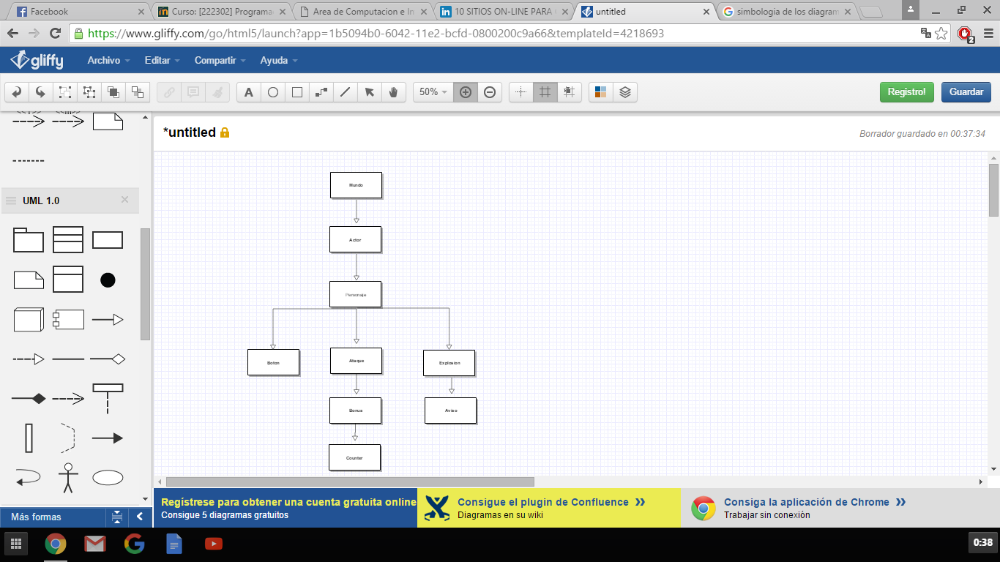 Facebook
Curso: [222302] Programa
Area de Computacion e In
10 SITIOS ON-LINE PARA
untitled
simbologia de los diagram
https://www.gliffy.com/go/html5/launch?app=1b5094b0-6042-11e2-bcfd-0800200c9a66&templateId=4218693
2
gliffy
Archivo
Editar
Compartir
Ayuda
A
50%
Registro!
Guardar
*untitled
Borrador guardado en 00:37:34
UML 1.0
Mundo
Actor
Personaje
Boton
Ataque
Explosion
Bonus
Aviso
Counter
Más formas
Regístrese para obtener una cuenta gratuita online
Consigue 5 diagramas gratuitos
Consigue el plugin de Confluence »
Diagramas en su wiki
Consiga la aplicación de Chrome »
Trabajar sin conexión
0:38